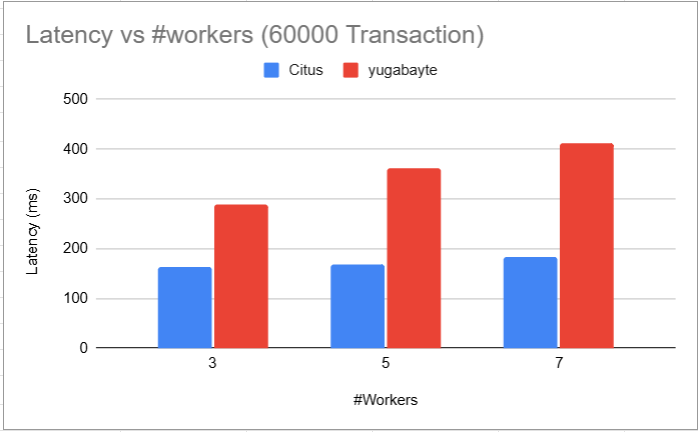 Latency vs #workers (60000 Transaction)
Citus yugabayte
500
400
300
200
100
0
Latency (ms)
3 5 7
#Workers